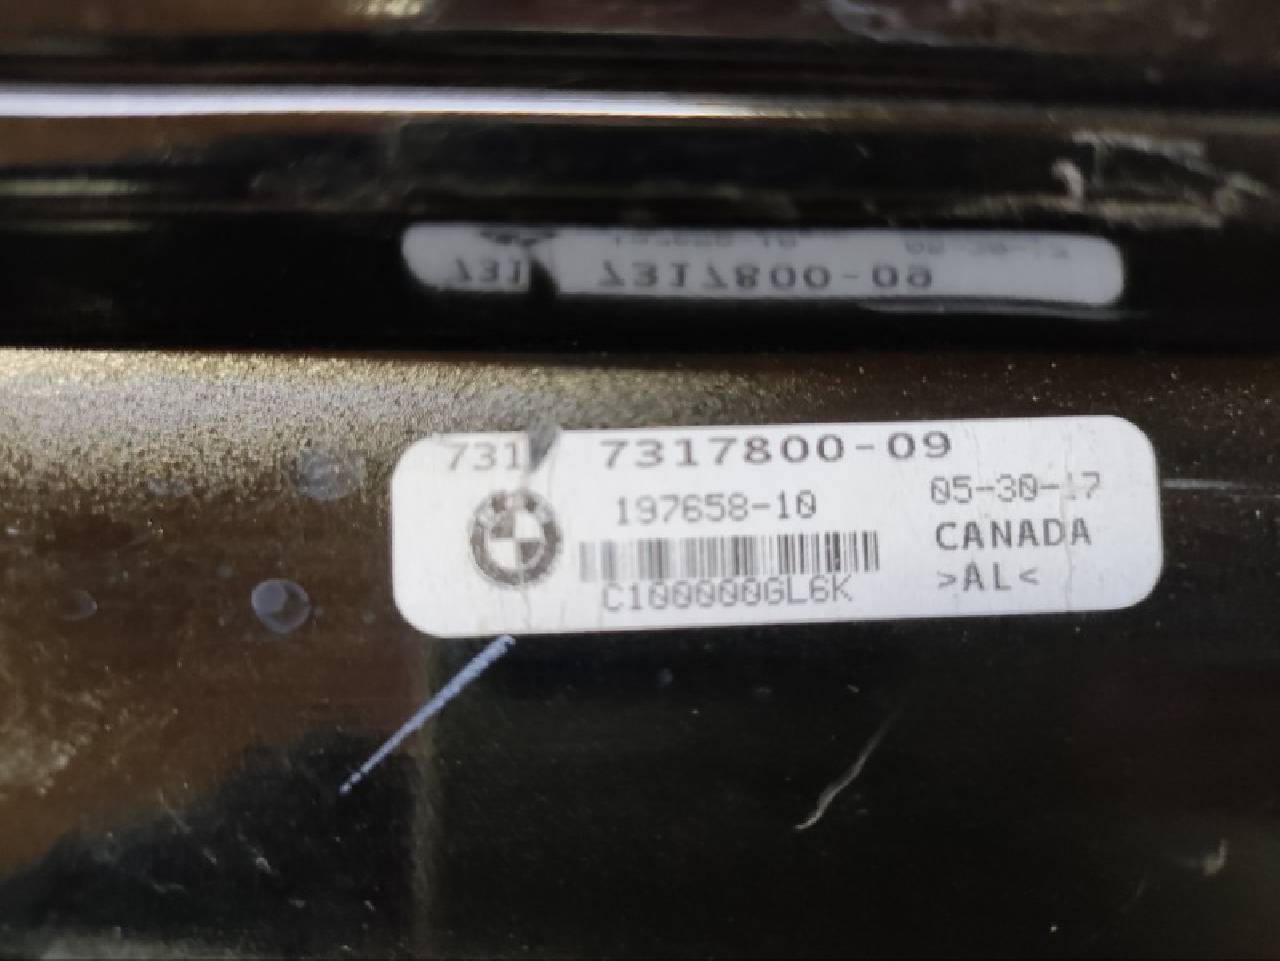 731 7317800-09
197658-10 05-30-17
CANADA
C100000GL6K >AL<